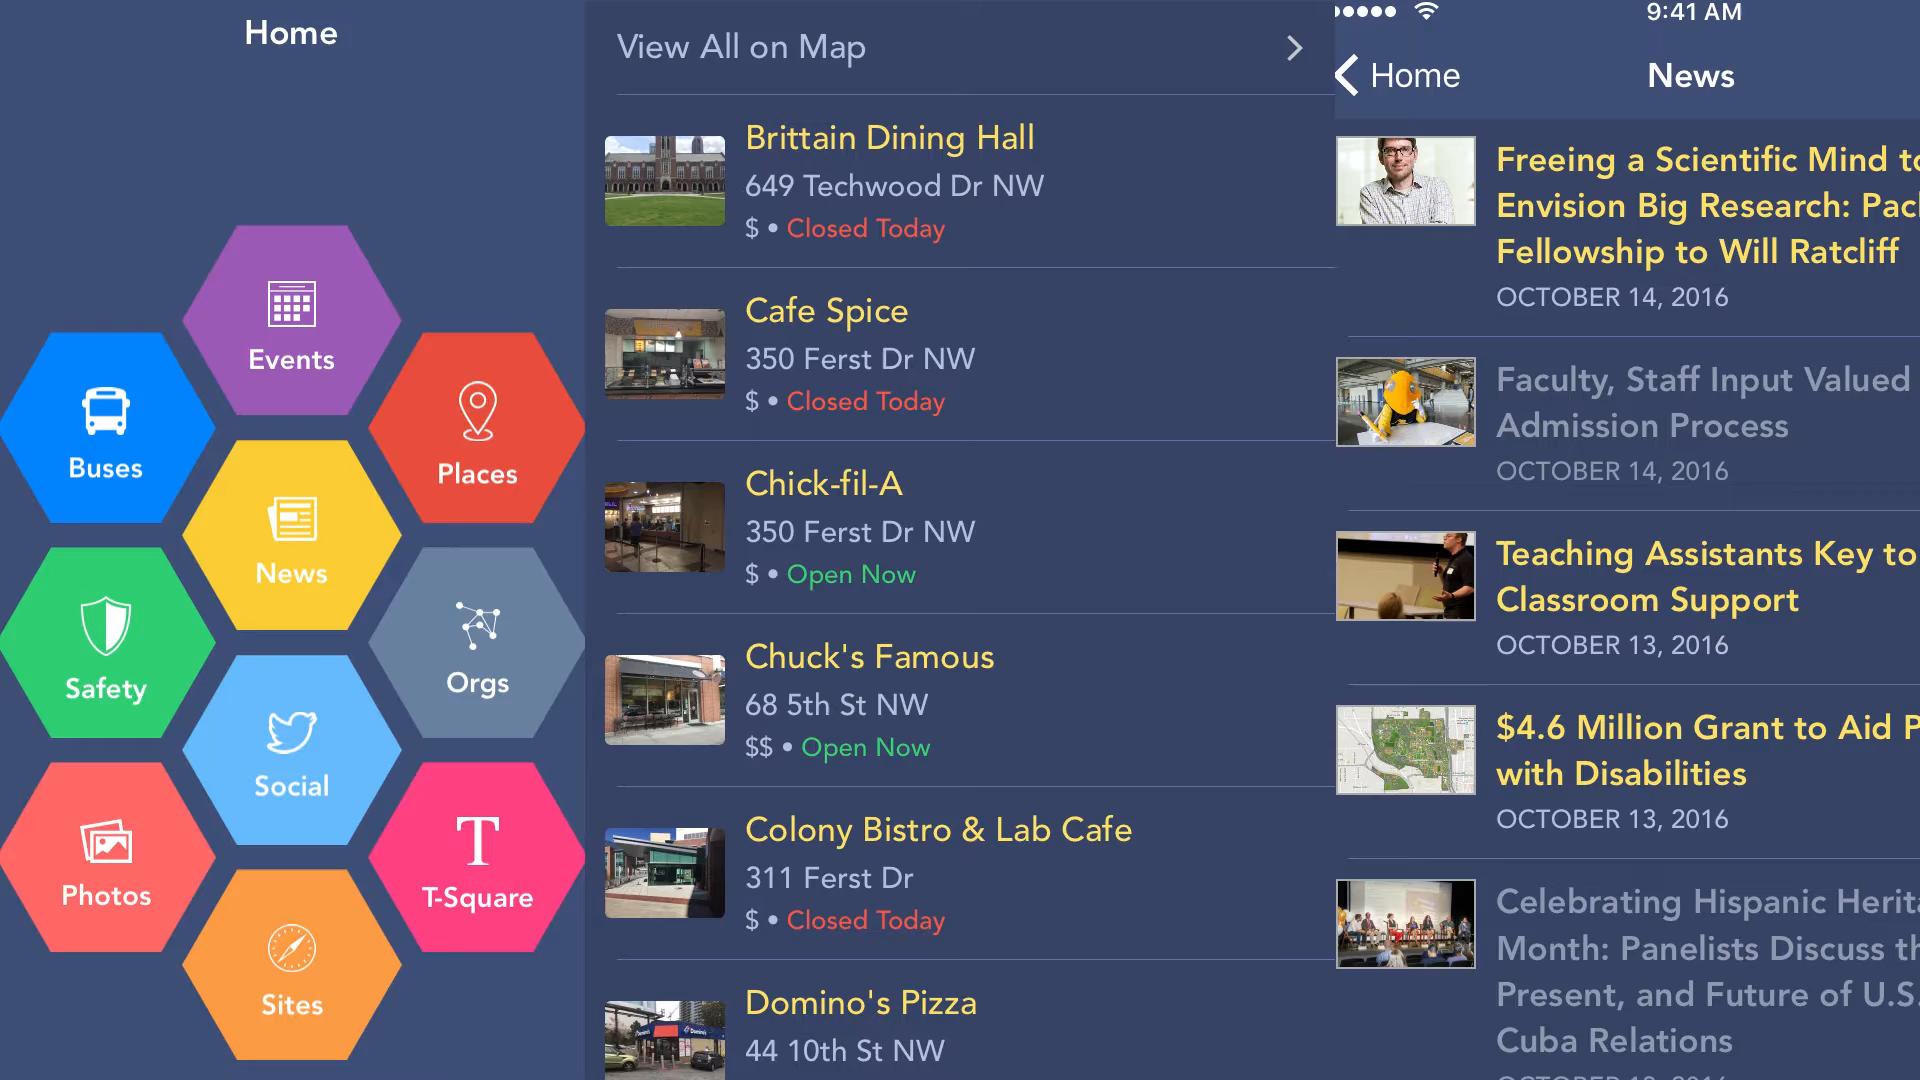 Home
Events
Buses
Places
News
Safety
Orgs
Social
Photos
T
T-Square
Sites
View All on Map
Brittain Dining Hall
649 Techwood Dr NW
$ • Closed Today
Cafe Spice
350 Ferst Dr NW
$ • Closed Today
Chick-fil-A
350 Ferst Dr NW
$ • Open Now
Chuck's Famous
68 5th St NW
$$ • Open Now
Colony Bistro & Lab Cafe
311 Ferst Dr
$ • Closed Today
Domino's Pizza
44 10th St NW
9:41 AM
Home
News
Freeing a Scientific Mind to
Envision Big Research:
Fellowship to Will Ratcliff
OCTOBER 14, 2016
Faculty, Staff Input Valued
Admission Process
OCTOBER 14, 2016
Teaching Assistants Key to
Classroom Support
OCTOBER 13, 2016
$4.6 Million Grant to Aid
with Disabilities
OCTOBER 13, 2016
Celebrating Hispanic
Month: Panelists Discuss
Present, and Future of U.S.
Cuba Relations